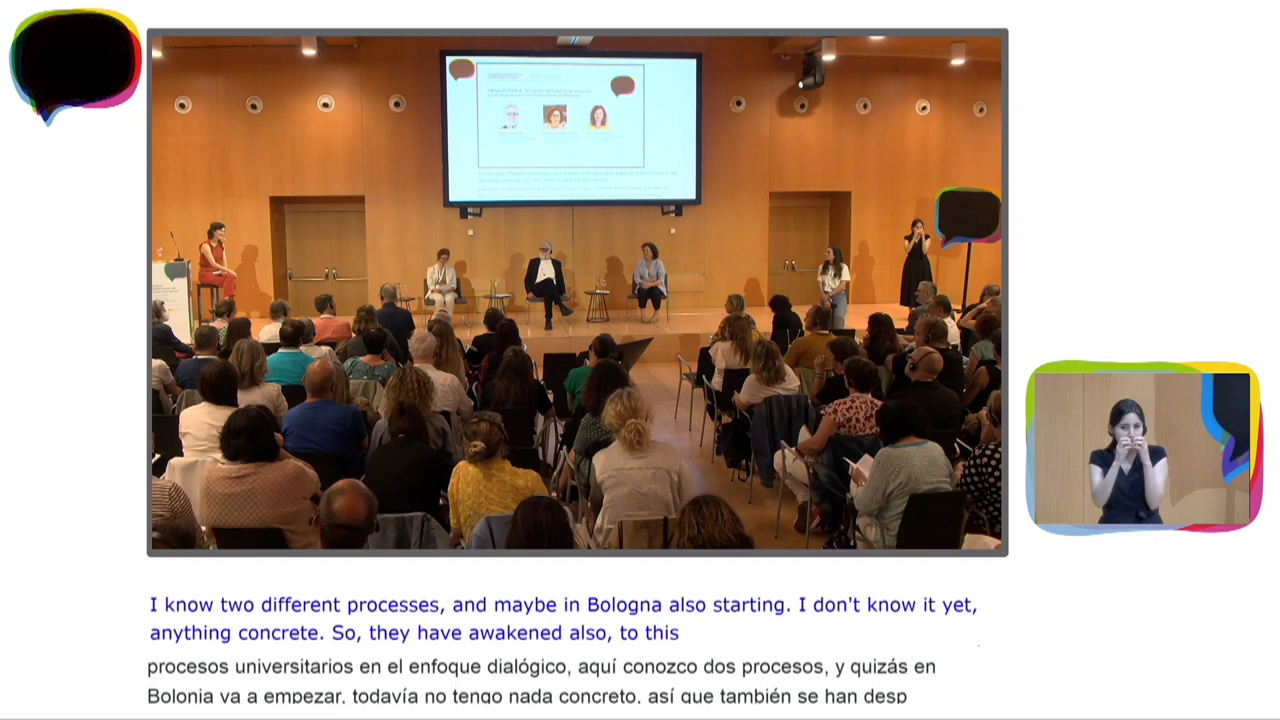 I know two different processes, and maybe in Bologna also starting. I don't know it yet,
anything concrete. So, they have awakened also, to this
procesos universitarios en el enfoque dialógico, aquí conozco dos procesos, y quizás en
Bolonia va a empezar, todavía no tengo nada concreto, así que también se han desp